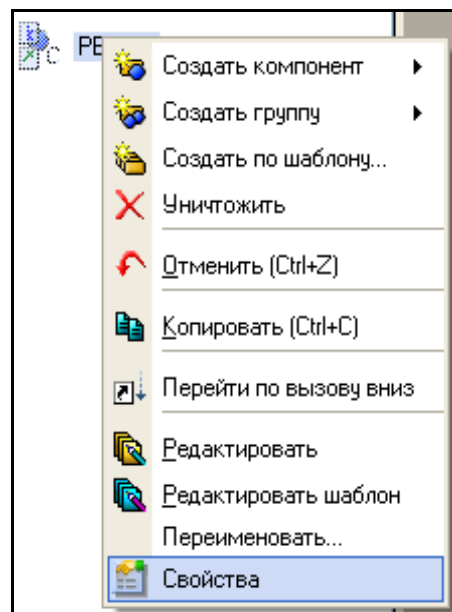 Создать компонент
Создать группу
Создать по шаблону...
Уничтожить
Отменить (Ctrl+Z)
Копировать (Ctrl+C)
Перейти по вызову вниз
Редактировать
Редактировать шаблон
Переименовать...
Свойства